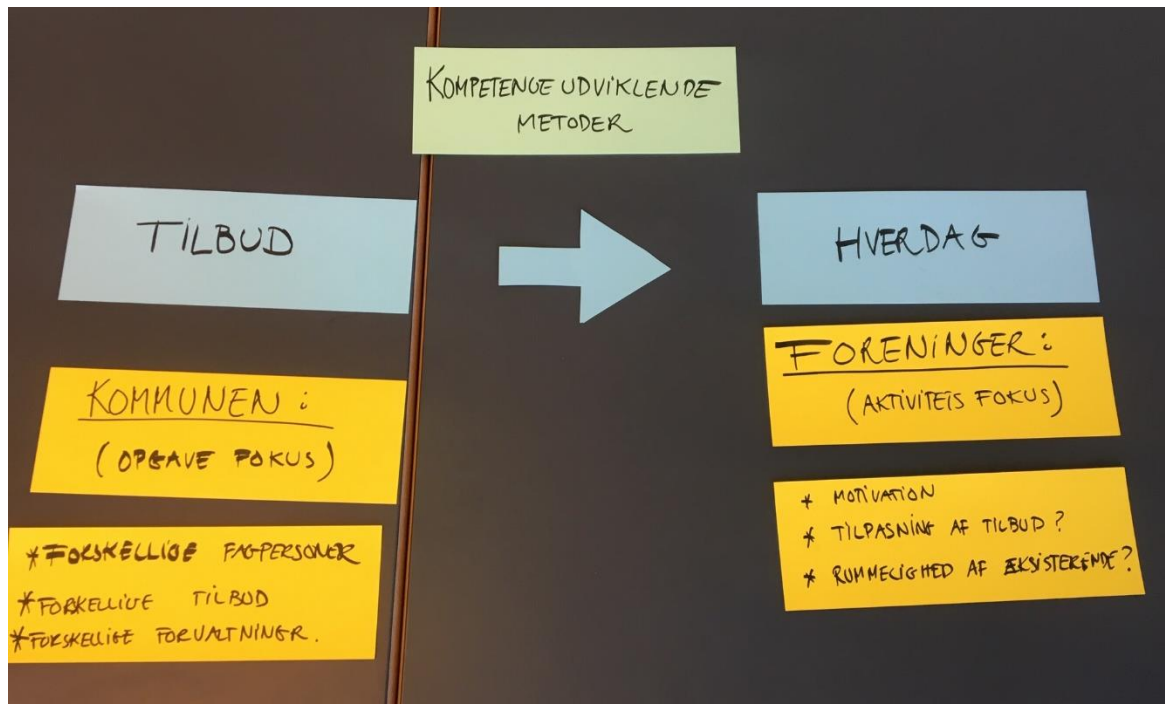 KOMPETENCE UDVIKLENDE
METODER
TILBUD
HVERDAG
KOMMUNEN:
(OPGAVE FOKUS)
FORENINGER:
(AKTIVITETS FOKUS)
* FORSKELLIGE FAGPERSONER
* FORKELLIGE TILBUD
* FORSKELLIGE FORVALTNINGER.
* MOTIVATION
* TILPASNING AF TILBUD?
* RUMMELIGHED AF EKSISTERENDE?